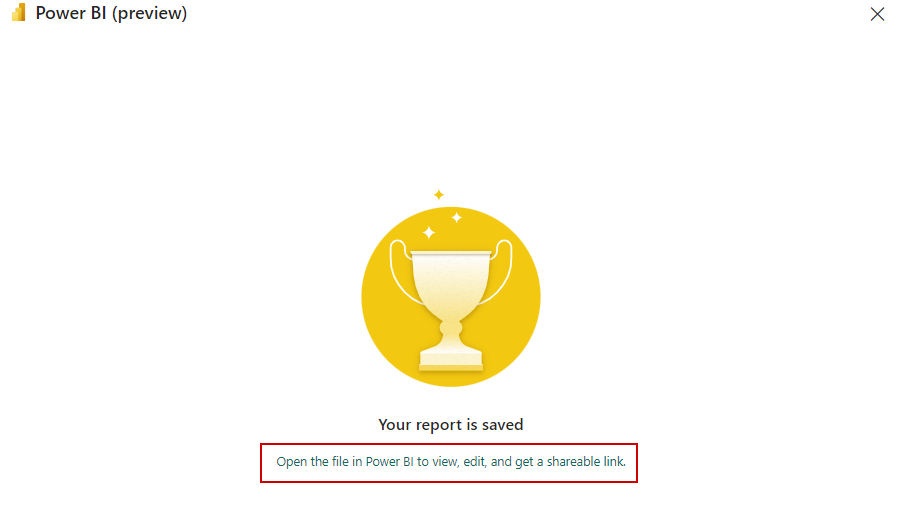 Power BI (preview)
Your report is saved
Open the file in Power BI to view, edit, and get a shareable link.